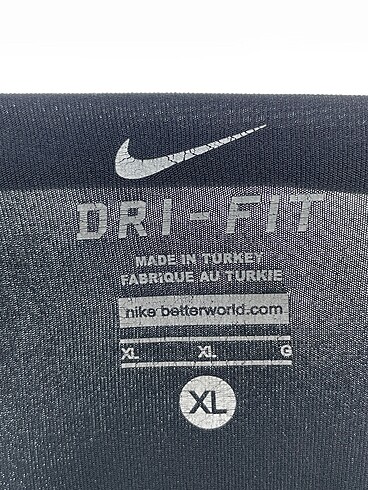 DRI-FIT
MADE IN TURKEY
FABRIQUE AU TURKIE
nike betterworld.com
XL XL G
XL